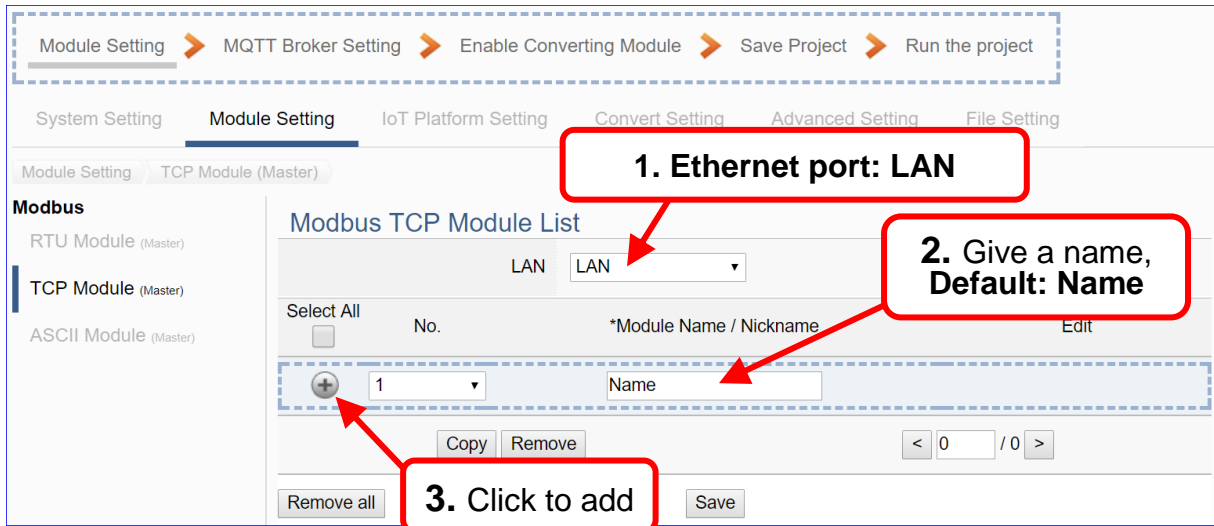 Module Setting MQTT Broker Setting Enable Converting Module Save Project Run the project
System Setting Module Setting IoT Platform Setting Convert Setting Advanced Setting File Setting
1. Ethernet port: LAN
Module Setting TCP Module (Master)
Modbus
RTU Module (Master)
TCP Module (Master)
ASCII Module (Master)
Modbus TCP Module List
LAN LAN
2. Give a name,
Default: Name
Select All No. *Module Name / Nickname Edit
1 Name
Copy Remove < 0 / 0 >
Remove all 3. Click to add Save